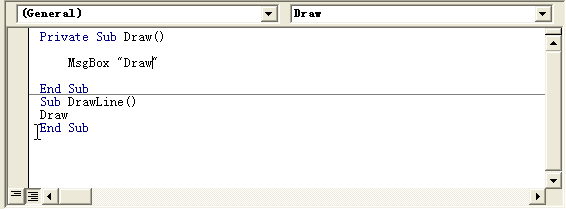 (General)
Draw
Private Sub Draw()
MsgBox "Draw"
End Sub
Sub DrawLine()
Draw
End Sub